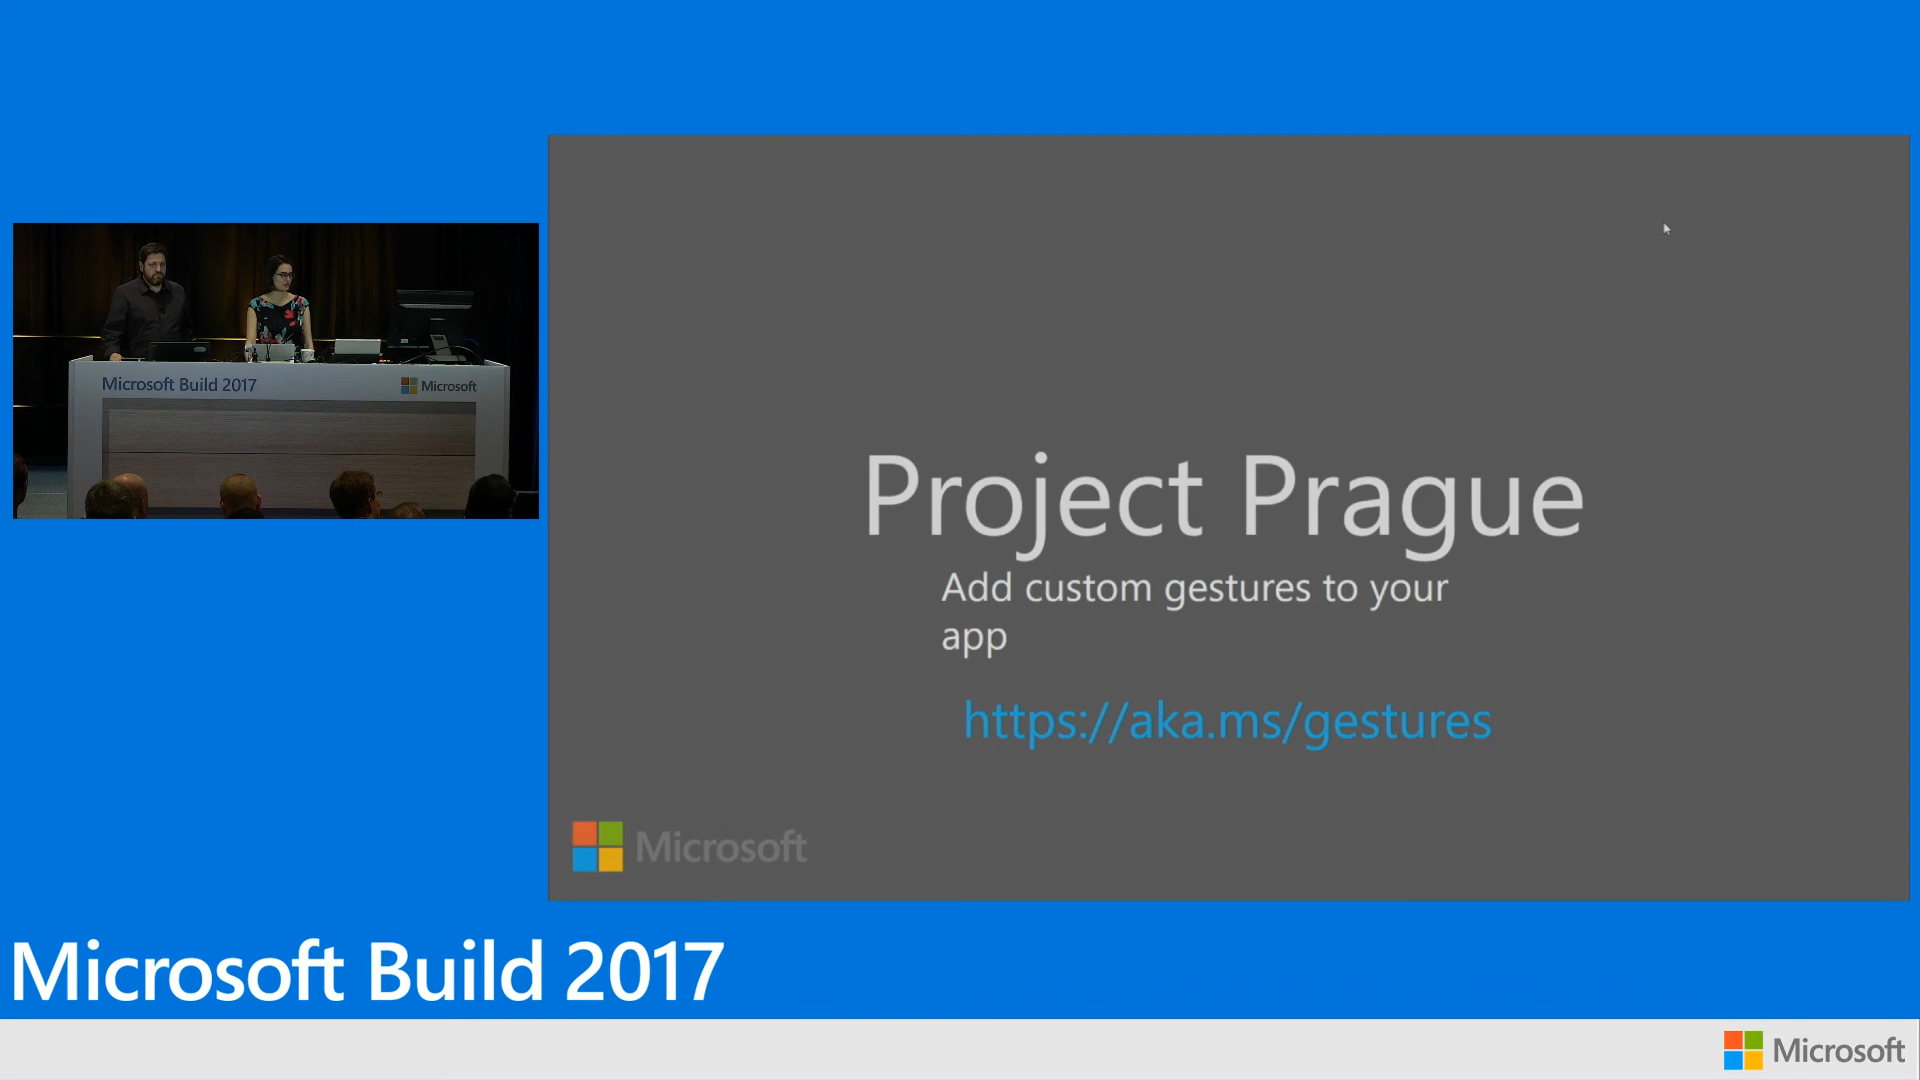 Microsoft Build 2017
Microsoft
Project Prague
Add custom gestures to your
app
https://aka.ms/gestures
Microsoft
Microsoft Build 2017
Microsoft